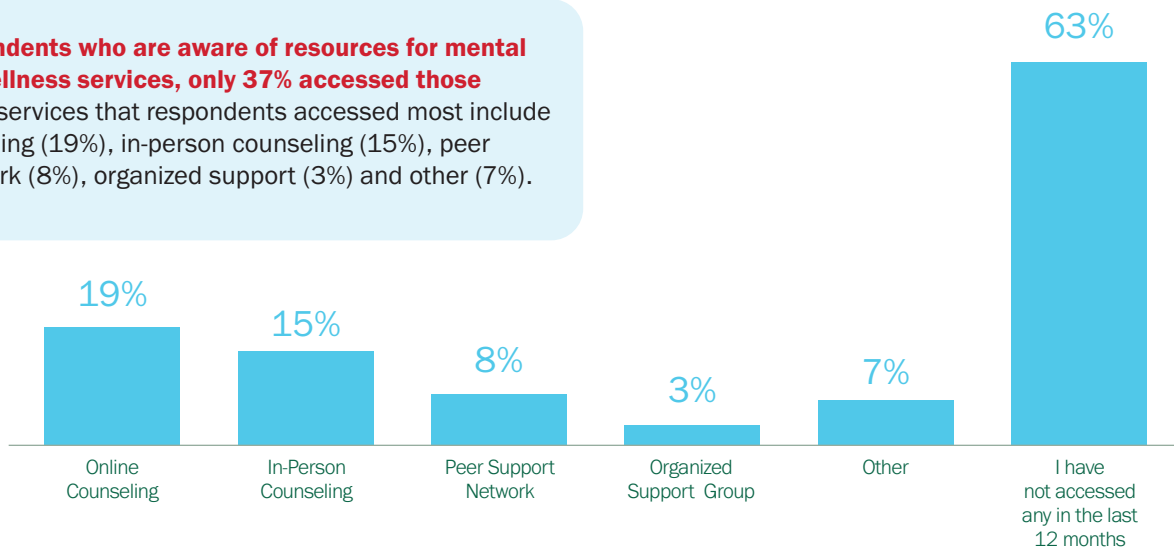 ndents who are aware of resources for mental
ellness services, only 37% accessed those
services that respondents accessed most include
ing (19%), in-person counseling (15%), peer
rk (8%), organized support (3%) and other (7%).
63%
19%
15%
8%
3%
7%
Online
Counseling
In-Person
Counseling
Peer Support
Network
Organized
Support Group
Other
I have
not accessed
any in the last
12 months